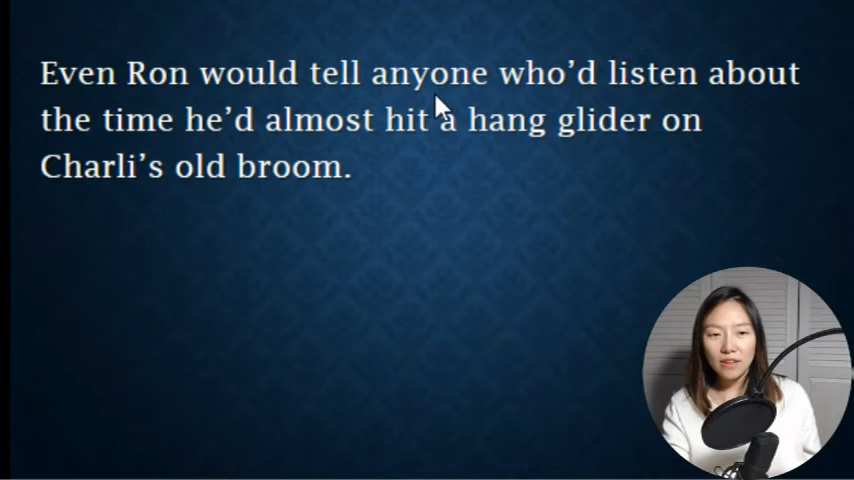 Even Ron would tell anyone who’d listen about
the time he’d almost hit a hang glider on
Charli’s old broom.